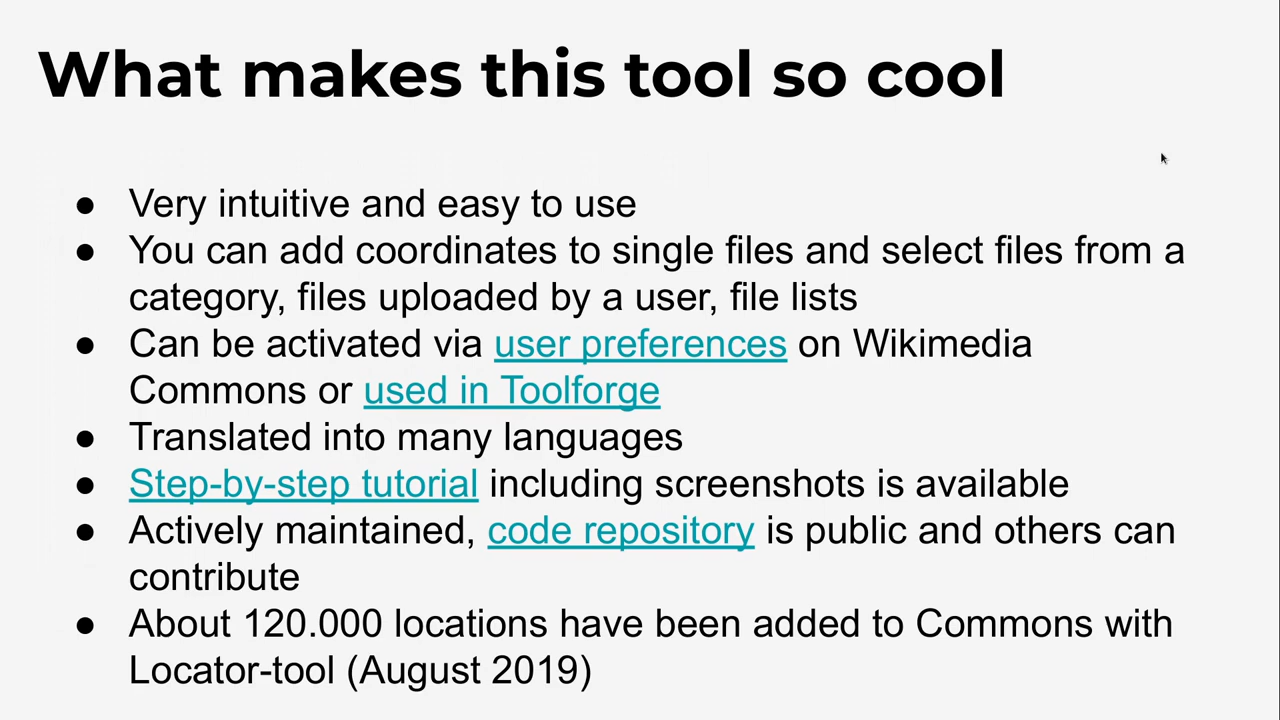 What makes this tool so cool
● Very intuitive and easy to use
● You can add coordinates to single files and select files from a
category, files uploaded by a user, file lists
● Can be activated via user preferences on Wikimedia
Commons or used in Toolforge
● Translated into many languages
● Step-by-step tutorial including screenshots is available
● Actively maintained, code repository is public and others can
contribute
● About 120.000 locations have been added to Commons with
Locator-tool (August 2019)